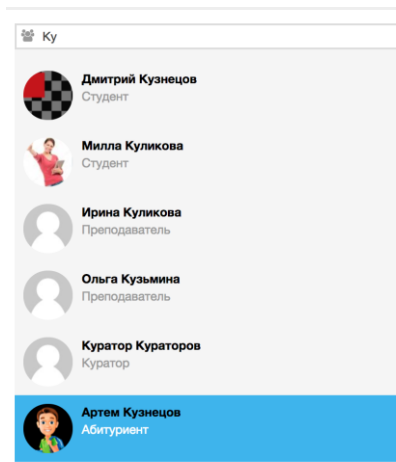 Ку
Дмитрий Кузнецов
Студент
Милла Куликова
Студент
Ирина Куликова
Преподаватель
Ольга Кузьмина
Преподаватель
Куратор Кураторов
Куратор
Артем Кузнецов
Абитуриент